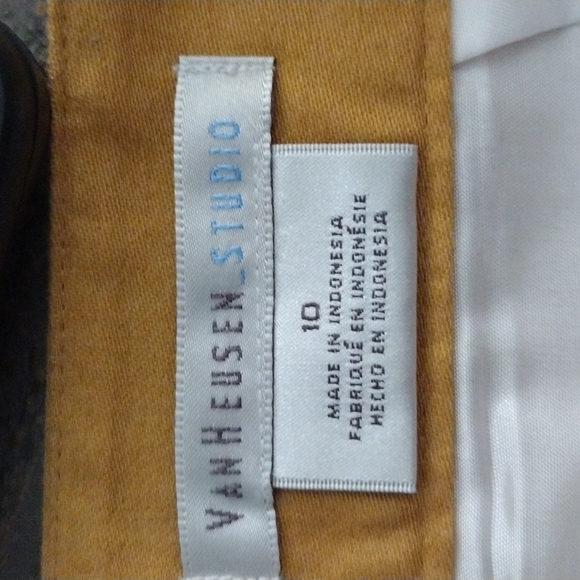 VANHEUSEN_STUDIO
10
MADE IN INDONESIA
FABRIQUÉ EN INDONÉSIE
HECHO EN INDONESIA